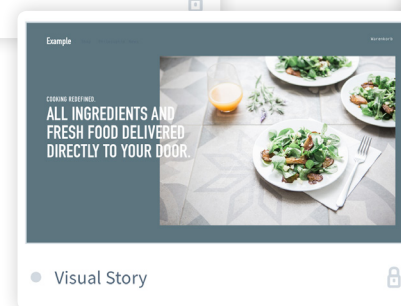 Example
COOKING REDEFINED.
ALL INGREDIENTS AND
FRESH FOOD DELIVERED
DIRECTLY TO YOUR DOOR.
Visual Story